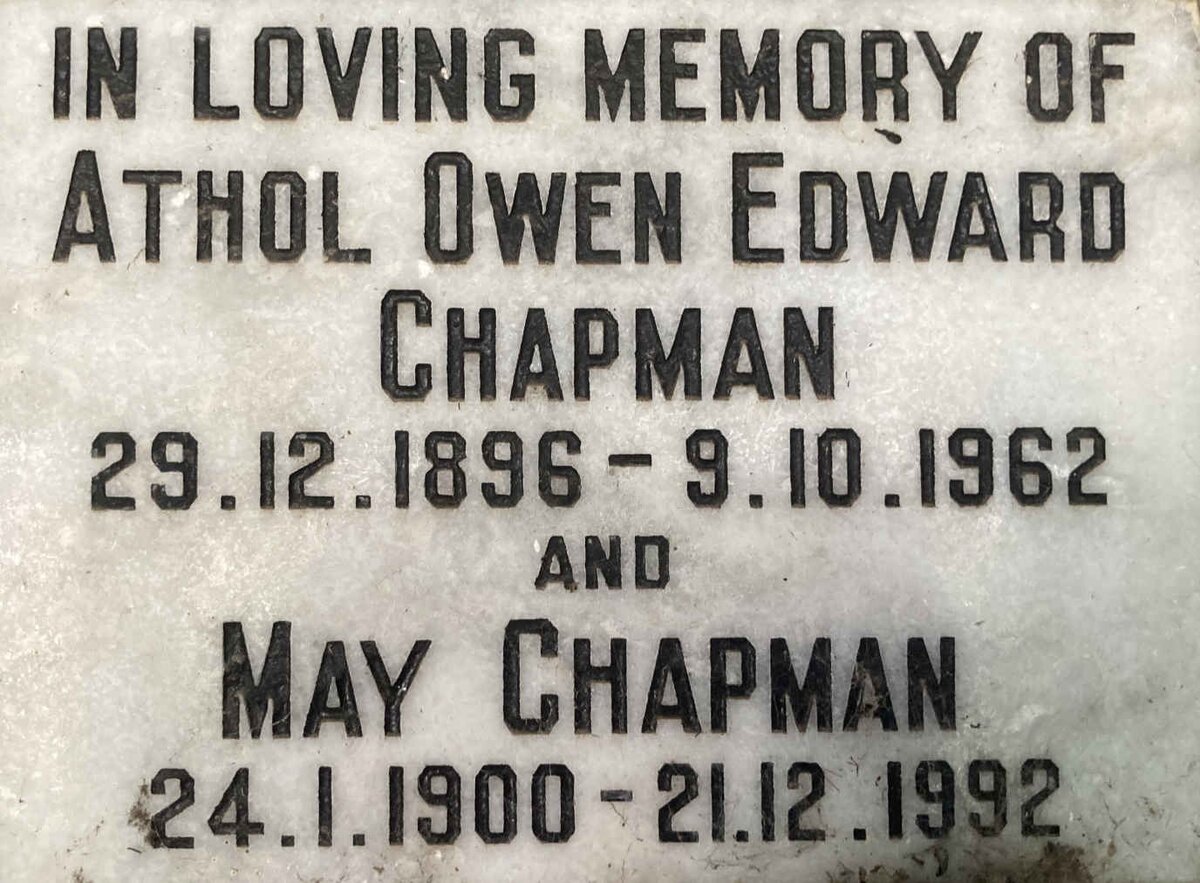 IN LOVING MEMORY OF
ATHOL OWEN EDWARD
CHAPMAN
29.12.1896 - 9.10.1962
AND
MAY CHAPMAN
24.1.1900 - 21.12.1992